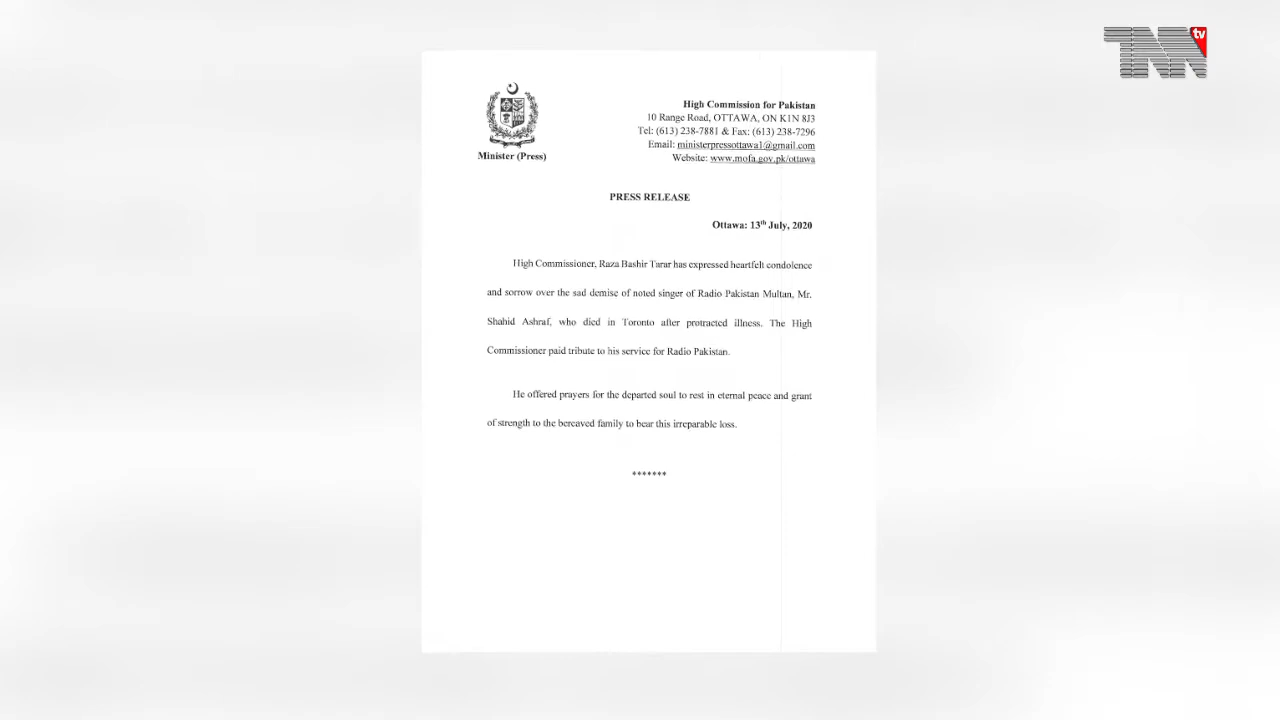 TNN tv
High Commission for Pakistan
10 Range Road, OTTAWA, ON K1N 8J3
Tel: (613) 238-7881 & Fax: (613) 238-7296
Email: ministerpressottawa1@gmail.com
Website: www.mofa.gov.pk/ottawa
Minister (Press)
PRESS RELEASE
Ottawa: 13th July, 2020
High Commissioner, Raza Bashir Tarar has expressed heartfelt condolence
and sorrow over the sad demise of noted singer of Radio Pakistan Multan, Mr.
Shahid Ashraf, who died in Toronto after protracted illness. The High
Commissioner paid tribute to his service for Radio Pakistan.
He offered prayers for the departed soul to rest in eternal peace and grant
of strength to the bereaved family to bear this irreparable loss.
*******